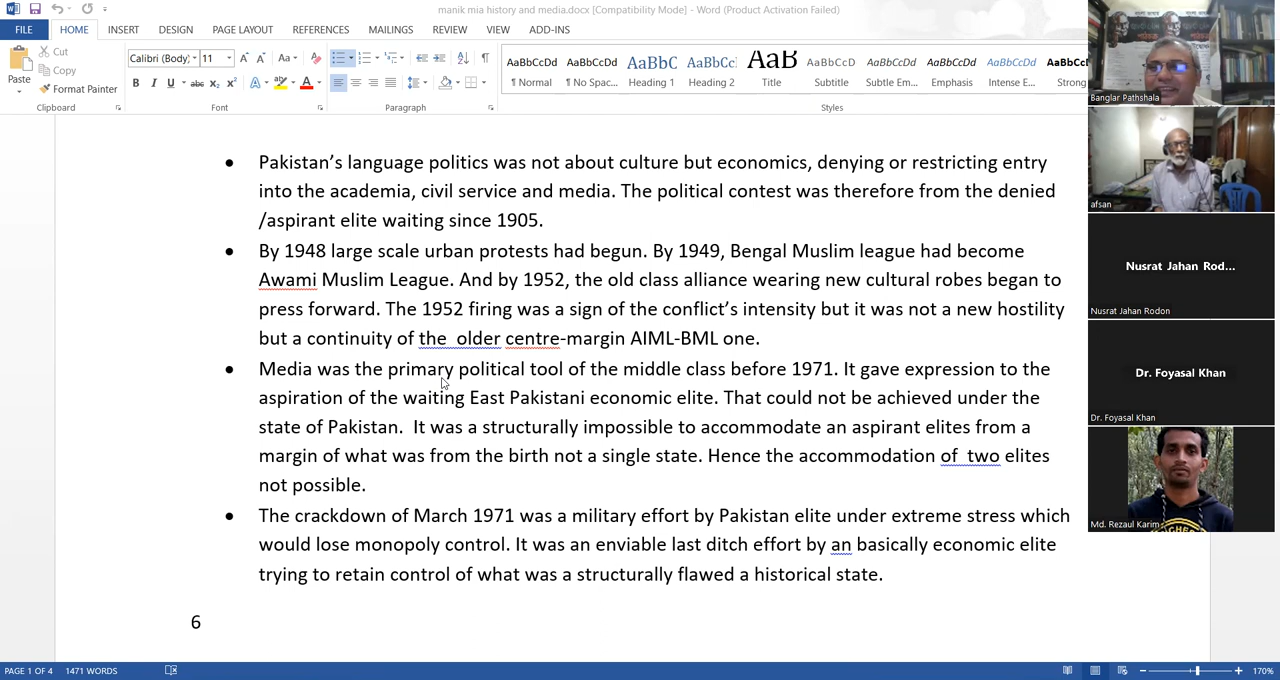 manik mia history and media.docx [Compatibility Mode] - Word (Product Activation Failed)
FILE HOME INSERT DESIGN PAGE LAYOUT REFERENCES MAILINGS REVIEW VIEW ADD-INS
Paste
Cut
Copy
Format Painter
Calibri (Body) 11
Aa
B I U abc X₂ X²
AaBbCcDd AaBbCcDd AaBbC AaBbCc AaB AaBbCcD AaBbCcDd AaBbCcDd AaBbCcDd AaBbCc
¶ Normal ¶ No Spac... Heading 1 Heading 2 Title Subtitle Subtle Em... Emphasis Intense E... Strong
Clipboard Font Paragraph Styles
• Pakistan’s language politics was not about culture but economics, denying or restricting entry
into the academia, civil service and media. The political contest was therefore from the denied
/aspirant elite waiting since 1905.
• By 1948 large scale urban protests had begun. By 1949, Bengal Muslim league had become
Awami Muslim League. And by 1952, the old class alliance wearing new cultural robes began to
press forward. The 1952 firing was a sign of the conflict’s intensity but it was not a new hostility
but a continuity of the  older centre-margin AIML-BML one.
• Media was the primary political tool of the middle class before 1971. It gave expression to the
aspiration of the waiting East Pakistani economic elite. That could not be achieved under the
state of Pakistan.  It was a structurally impossible to accommodate an aspirant elites from a
margin of what was from the birth not a single state. Hence the accommodation of  two elites
not possible.
• The crackdown of March 1971 was a military effort by Pakistan elite under extreme stress which
would lose monopoly control. It was an enviable last ditch effort by an basically economic elite
trying to retain control of what was a structurally flawed a historical state.
6
PAGE 1 OF 4 1471 WORDS
170%
Banglar Pathshala
afsan
Nusrat Jahan Rod...
Nusrat Jahan Rodon
Dr. Foyasal Khan
Dr. Foyasal Khan
Md. Rezaul Karim